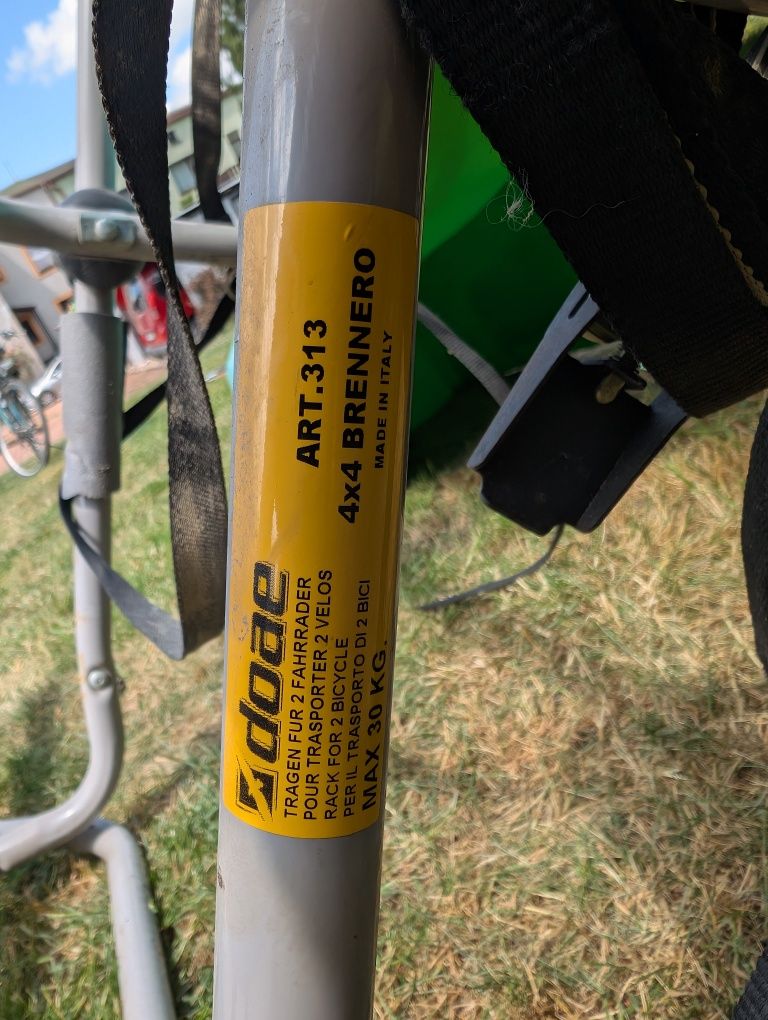 doae
TRAGEN FUR 2 FAHRRADER
POUR TRASPORTER 2 VELOS
RACK FOR 2 BICYCLE
PER IL TRASPORTO DI 2 BICI
MAX 30 KG.
ART.313
4x4 BRENNERO
MADE IN ITALY